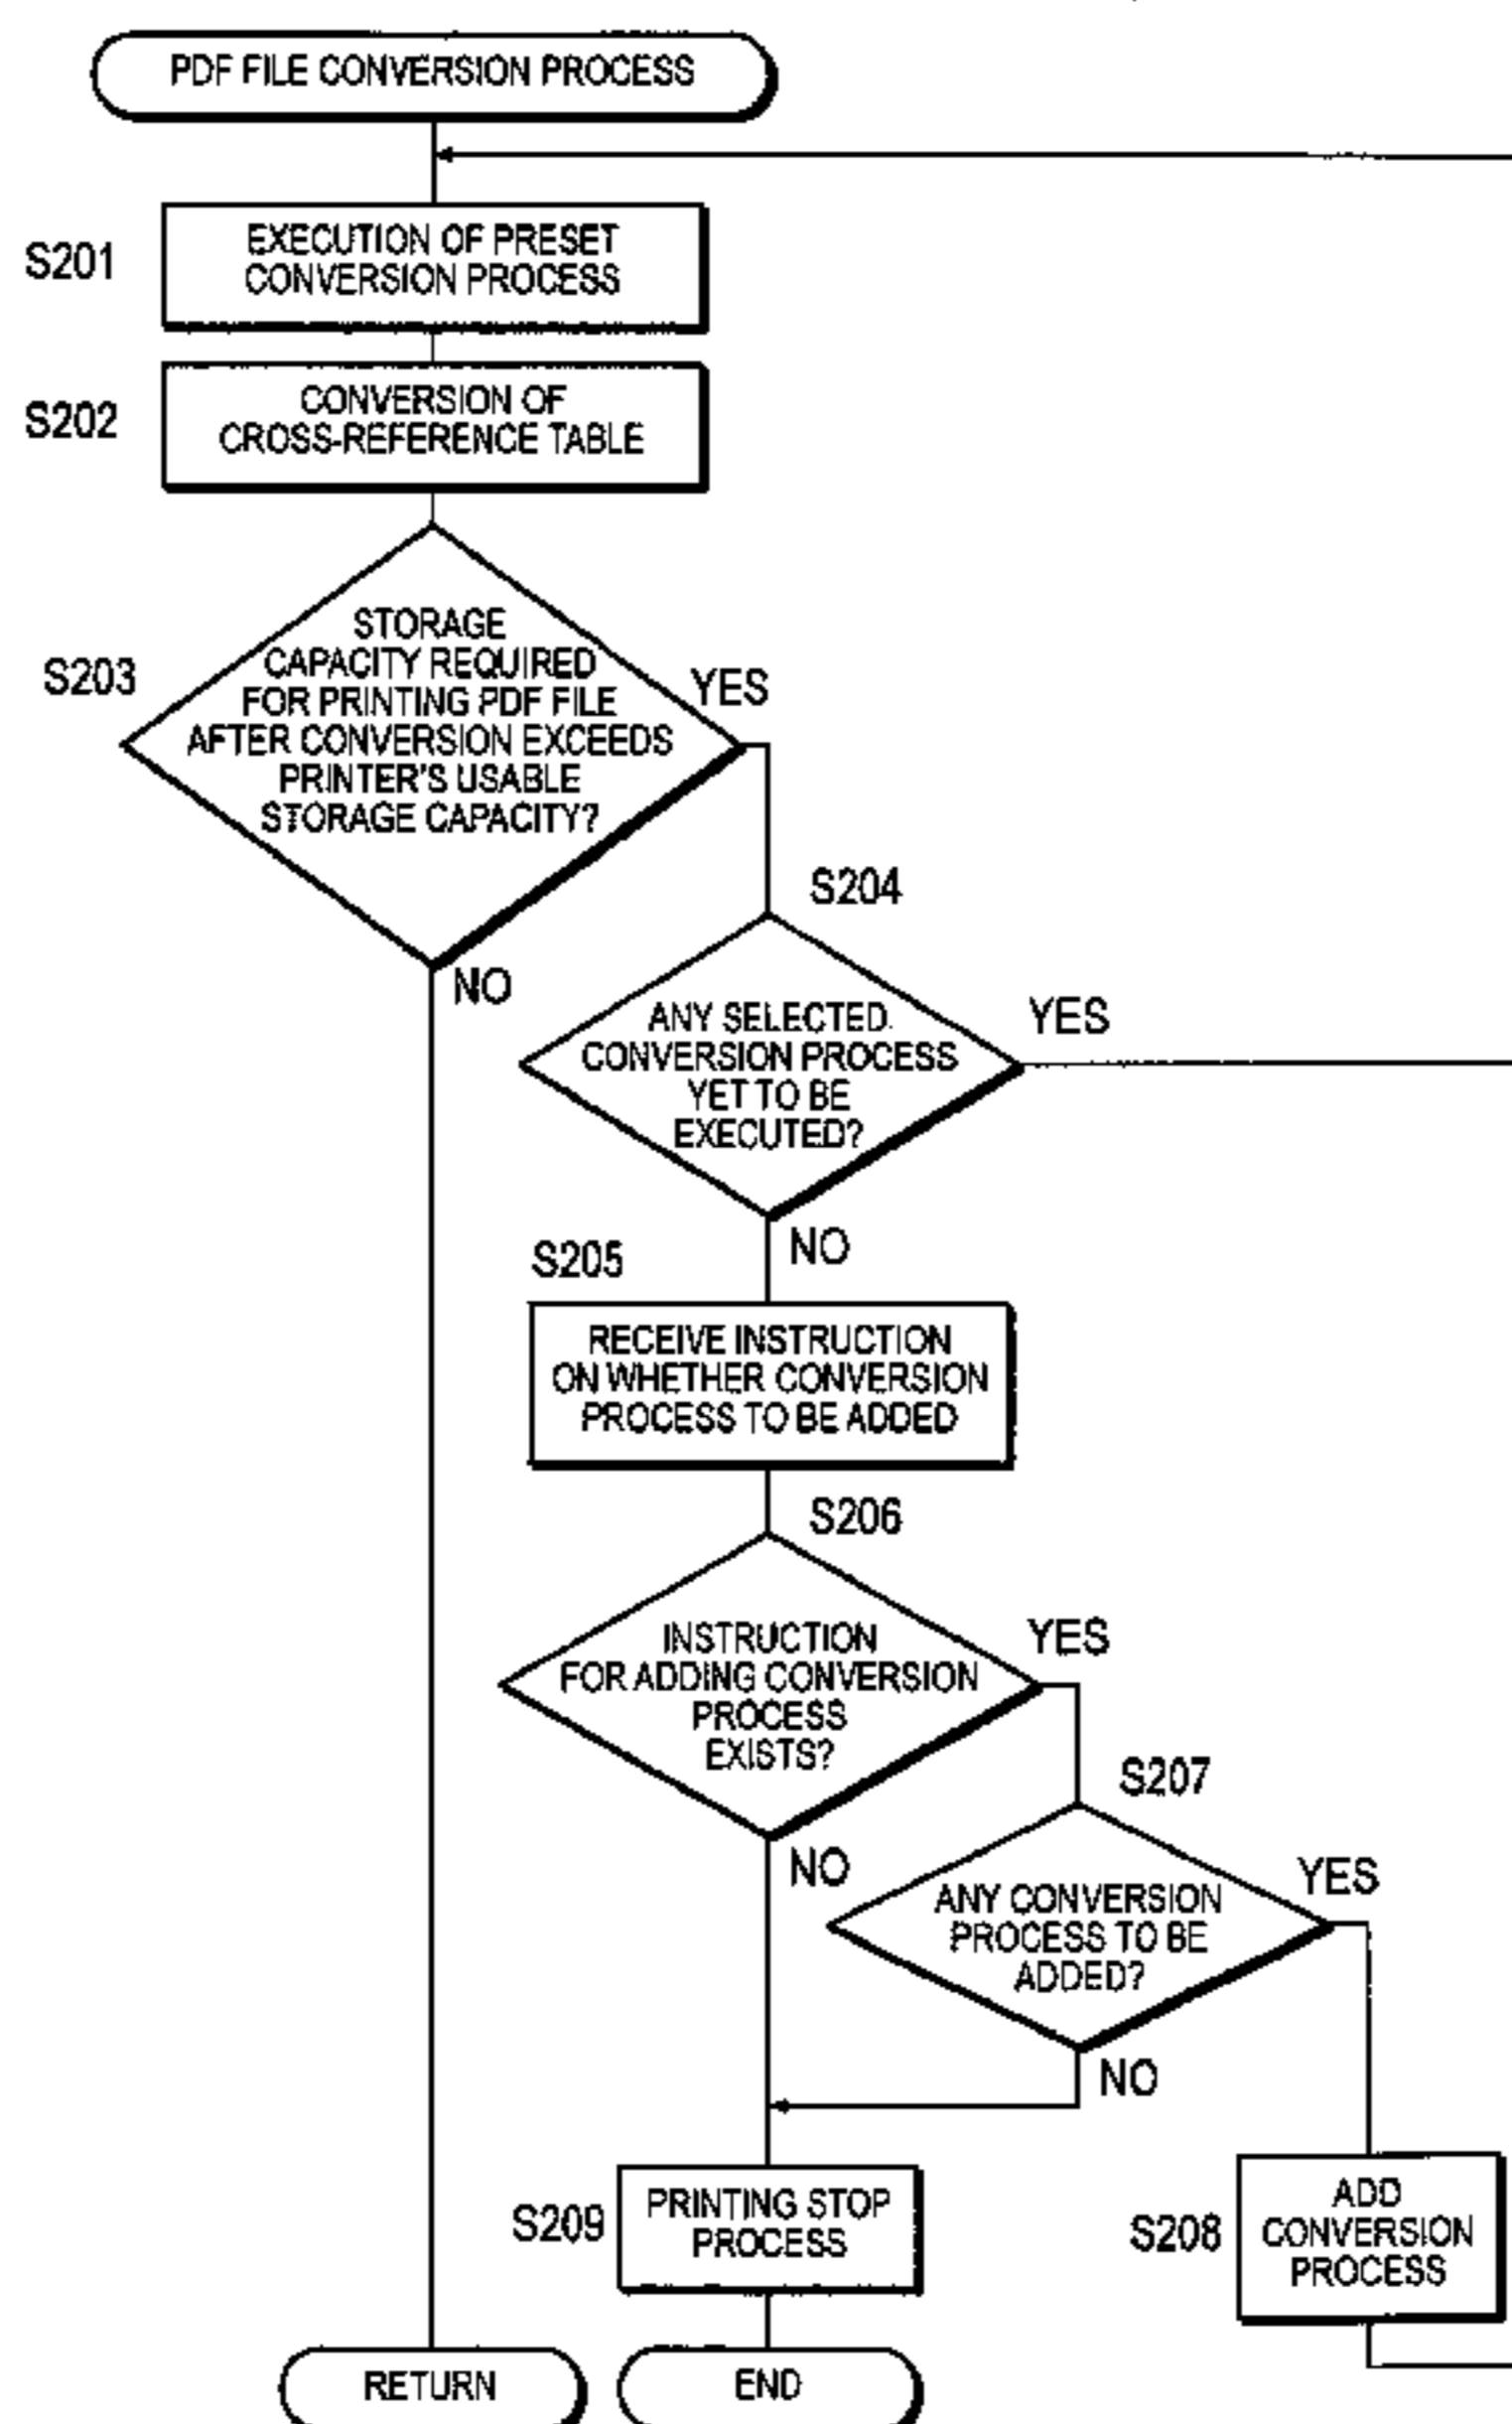 PDF FILE CONVERSION PROCESS
S201
EXECUTION OF PRESET
CONVERSION PROCESS
S202
CONVERSION OF
CROSS-REFERENCE TABLE
S203
STORAGE
CAPACITY REQUIRED
FOR PRINTING PDF FILE
AFTER CONVERSION EXCEEDS
PRINTER'S USABLE
STORAGE CAPACITY?
YES
NO
S204
ANY SELECTED
CONVERSION PROCESS
YET TO BE
EXECUTED?
YES
NO
S205
RECEIVE INSTRUCTION
ON WHETHER CONVERSION
PROCESS TO BE ADDED
S206
INSTRUCTION
FOR ADDING CONVERSION
PROCESS
EXISTS?
YES
NO
S207
ANY CONVERSION
PROCESS TO BE
ADDED?
YES
NO
S208
ADD
CONVERSION
PROCESS
S209
PRINTING STOP
PROCESS
RETURN
END